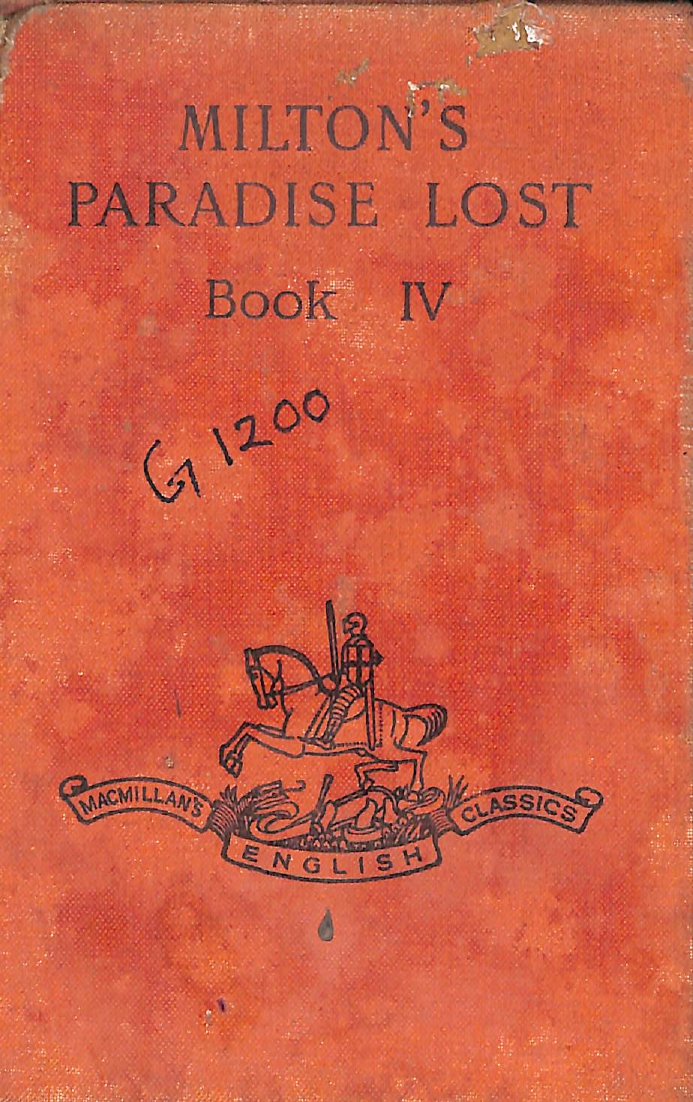 MILTON'S
PARADISE LOST
Book IV
G 1200
MACMILLAN'S
ENGLISH
CLASSICS